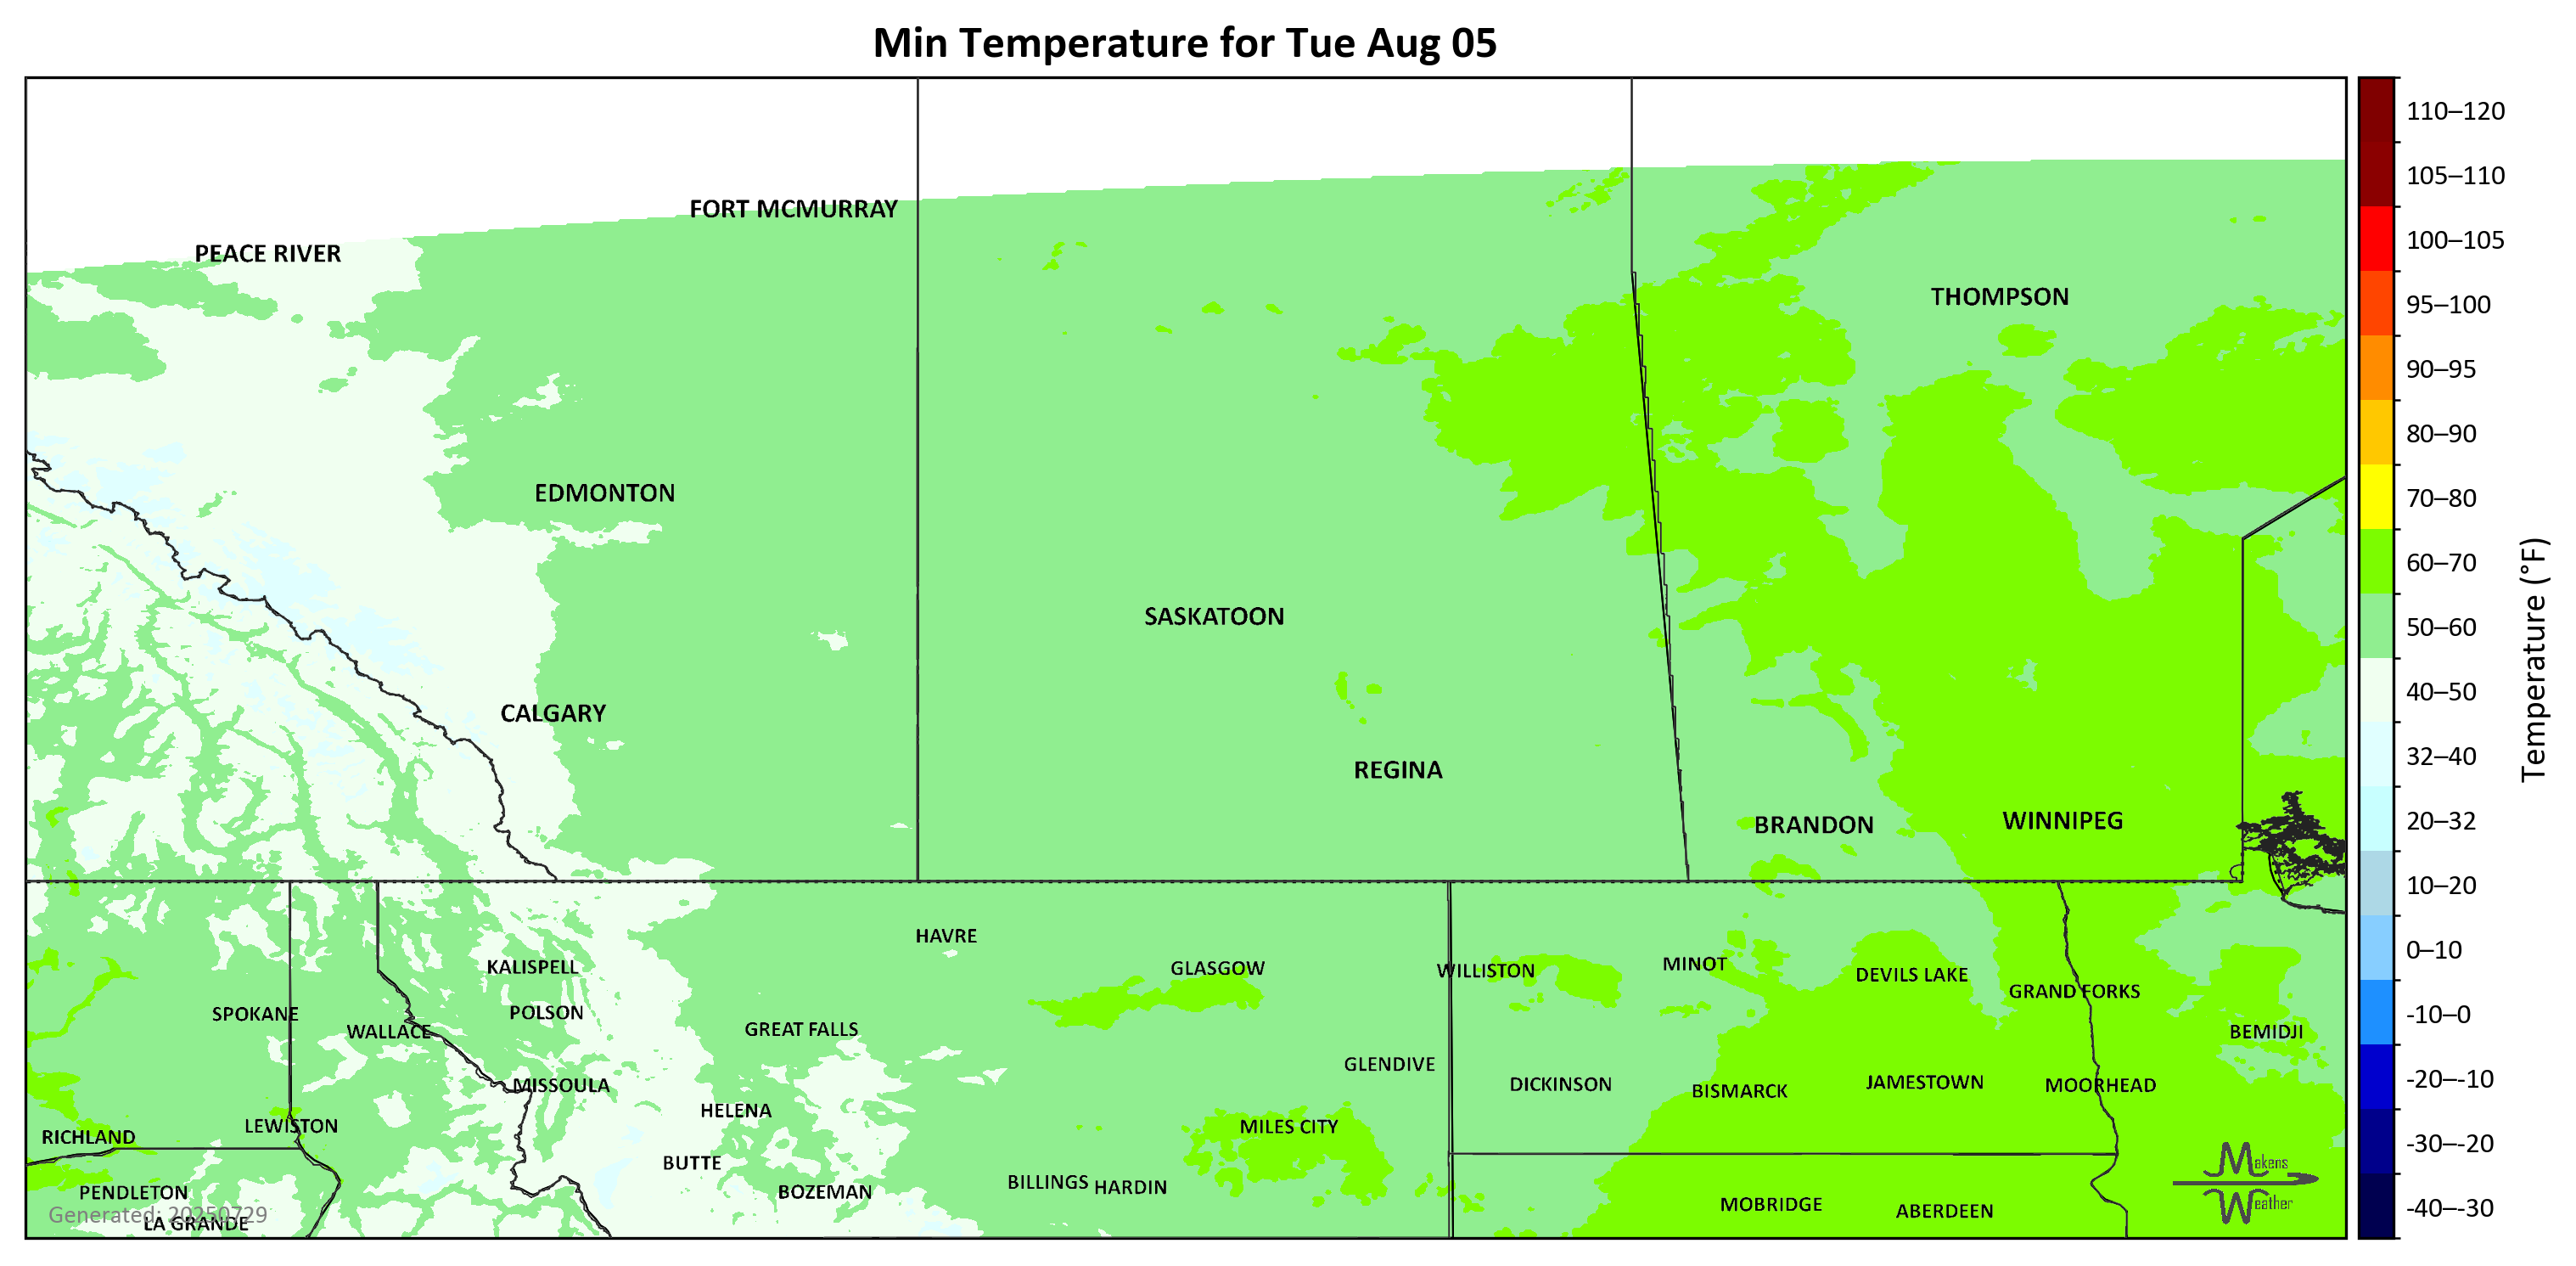 Min Temperature for Tue Aug 05
110–120
105–110
100–105
95–100
90–95
80–90
70–80
60–70
50–60
40–50
32–40
20–32
10–20
0–10
-10–0
-20–-10
-30–-20
-40–-30
Temperature (°F)
FORT MCMURRAY
PEACE RIVER
THOMPSON
EDMONTON
SASKATOON
CALGARY
REGINA
BRANDON
WINNIPEG
HAVRE
KALISPELL
GLASGOW
WILLISTON
MINOT
DEVILS LAKE
GRAND FORKS
SPOKANE
POLSON
WALLACE
GREAT FALLS
BEMIDJI
GLENDIVE
MISSOULA
DICKINSON
BISMARCK
JAMESTOWN
MOORHEAD
HELENA
LEWISTON
MILES CITY
RICHLAND
BUTTE
BILLINGS
HARDIN
PENDLETON
BOZEMAN
MOBRIDGE
ABERDEEN
LA GRANDE
Generated: 20250729
Makens
Weather